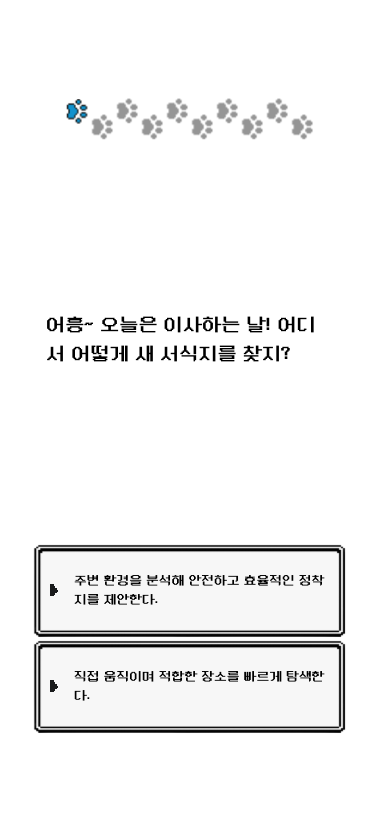 어흥~ 오늘은 이사하는 날! 어디
서 어떻게 새 서식지를 찾지?
주변 환경을 분석해 안전하고 효율적인 정착
지를 제안한다.
직접 움직이며 적합한 장소를 빠르게 탐색한
다.